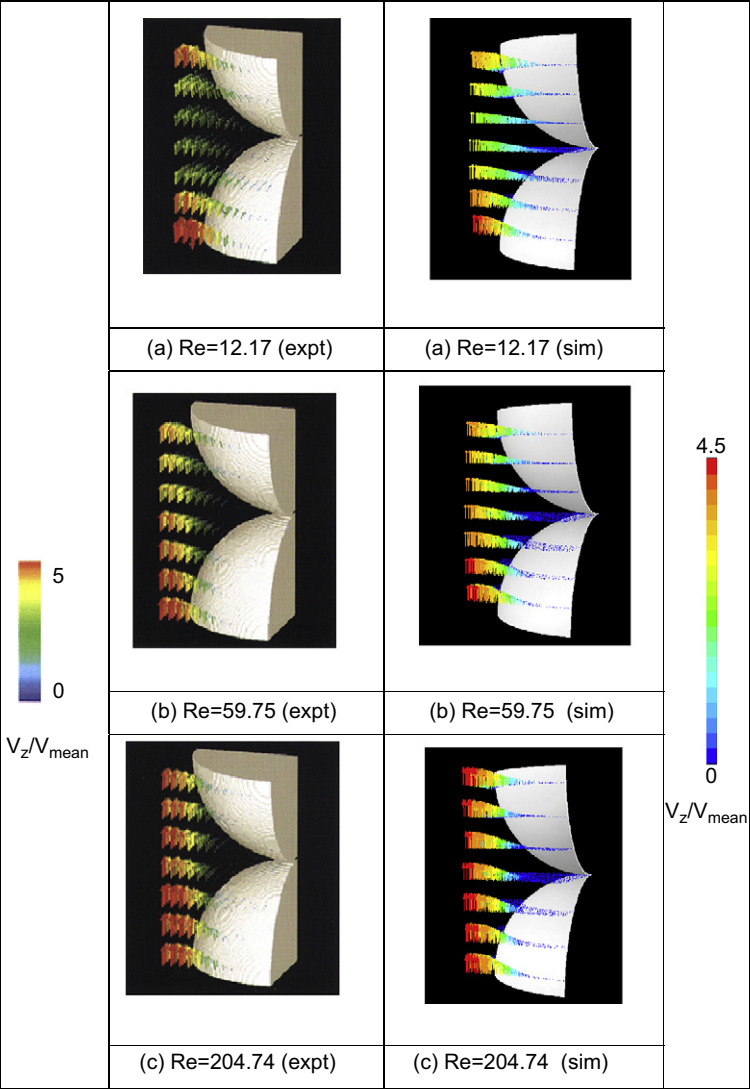 (a) Re=12.17 (expt)
(a) Re=12.17 (sim)
(b) Re=59.75 (expt)
(b) Re=59.75 (sim)
(c) Re=204.74 (expt)
(c) Re=204.74 (sim)
5
0
Vz/Vmean
4.5
0
Vz/Vmean